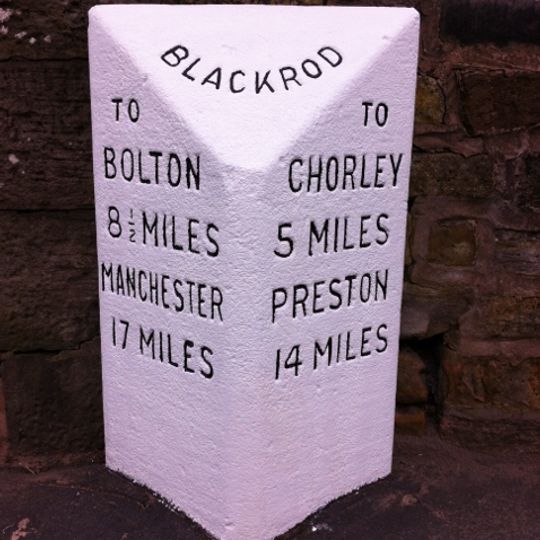 BLACKROD
TO
BOLTON
8½ MILES
MANCHESTER
17 MILES
TO
CHORLEY
5 MILES
PRESTON
14 MILES